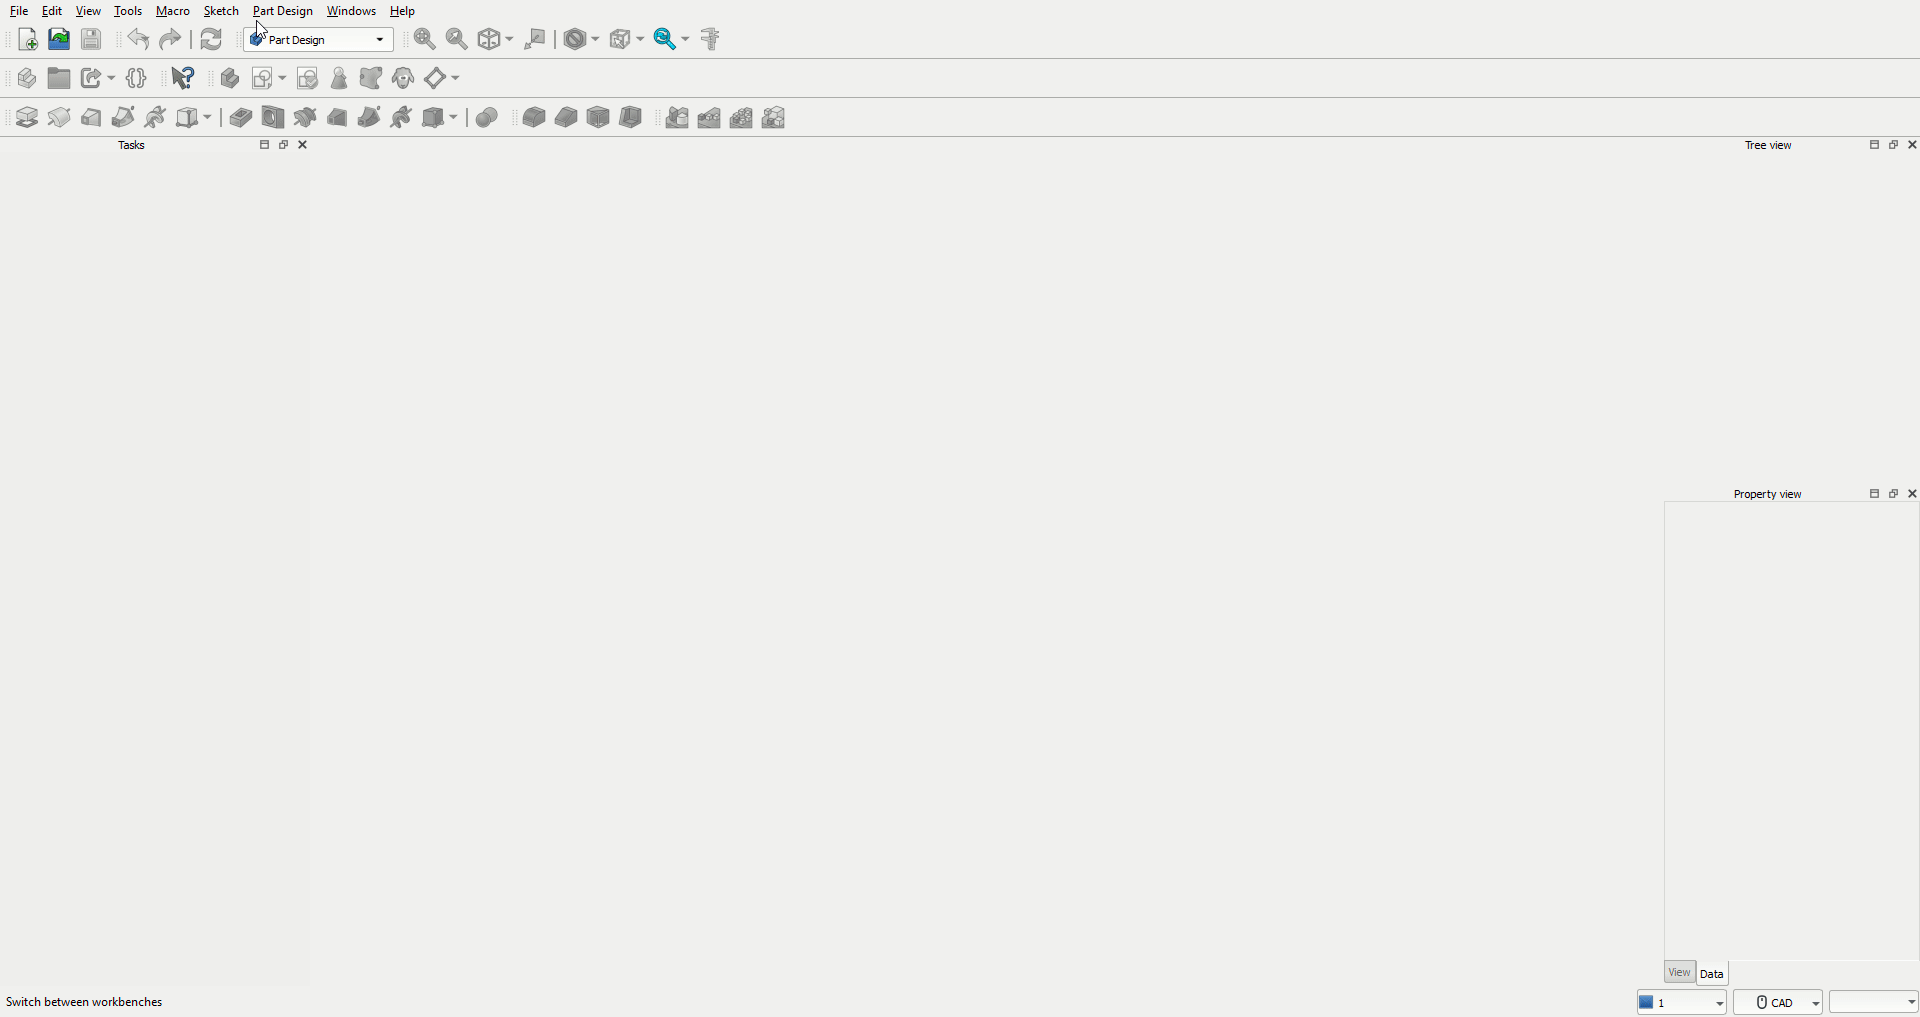 File Edit View Tools Macro Sketch Part Design Windows Help
Part Design
Tasks
Tree view
Property view
View Data
Switch between workbenches
1
CAD